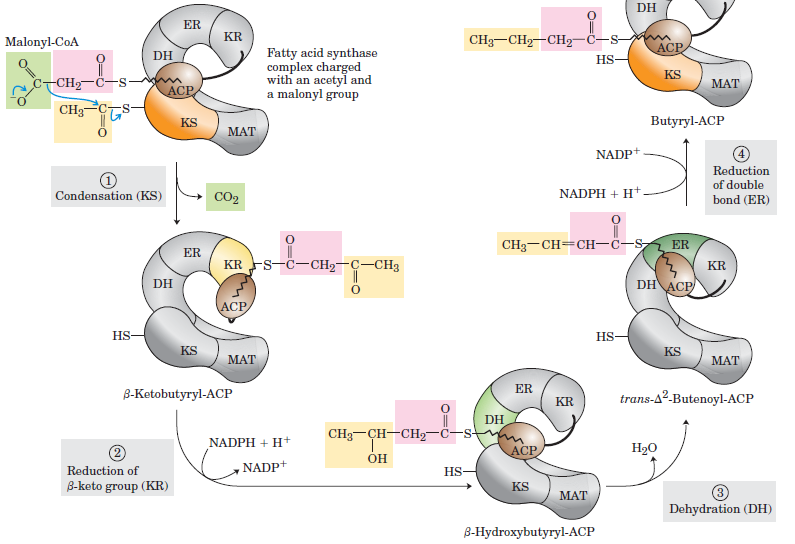 Malonyl-CoA
O
C—CH2—C—S
O
⁻O
CH3—C—S
O
DH
ER
KR
ACP
KS
MAT
Fatty acid synthase
complex charged
with an acetyl and
a malonyl group
1
Condensation (KS)
CO2
ER
KR
DH
ACP
HS
KS
MAT
S—C—CH2—C—CH3
O
O
β-Ketobutyryl-ACP
2
Reduction of
β-keto group (KR)
NADPH + H+
NADP+
O
CH3—CH—CH2—C—S
OH
ER
KR
DH
ACP
HS
KS
MAT
β-Hydroxybutyryl-ACP
3
Dehydration (DH)
H2O
O
CH3—CH=CH—C—S
ER
KR
DH
ACP
HS
KS
MAT
trans-Δ2-Butenoyl-ACP
4
Reduction
of double
bond (ER)
NADP+
NADPH + H+
DH
O
CH3—CH2—CH2—C—S
ACP
HS
KS
MAT
Butyryl-ACP